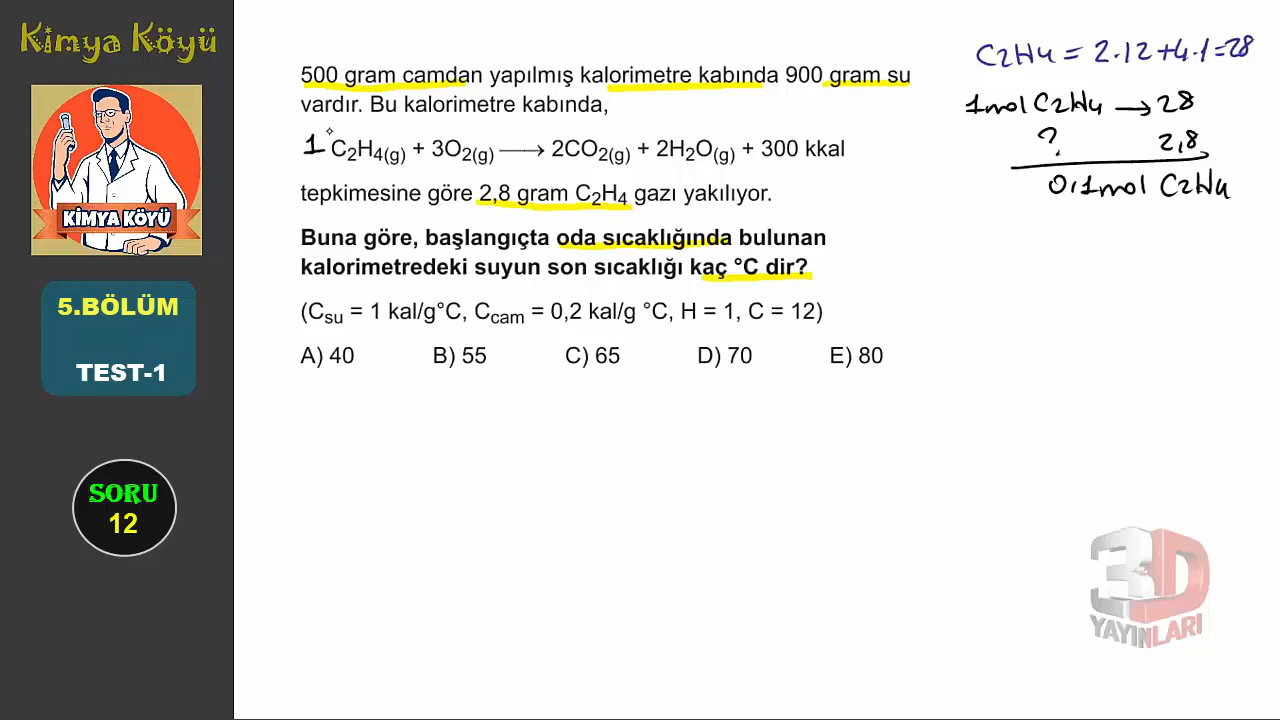 Kimya Köyü
KİMYA KÖYÜ
5.BÖLÜM
TEST-1
SORU
12
500 gram camdan yapılmış kalorimetre kabında 900 gram su
vardır. Bu kalorimetre kabında,
1 C₂H₄(g) + 3O₂(g) ⟶ 2CO₂(g) + 2H₂O(g) + 300 kkal
tepkimesine göre 2,8 gram C₂H₄ gazı yakılıyor.
Buna göre, başlangıçta oda sıcaklığında bulunan
kalorimetredeki suyun son sıcaklığı kaç °C dir?
(Csu = 1 kal/g°C, Ccam = 0,2 kal/g °C, H = 1, C = 12)
A) 40 B) 55 C) 65 D) 70 E) 80
C2H4 = 2.12+4.1=28
1mol C2H4 → 28
? 2,8
0,1mol C2H4
3D
YAYINLARI